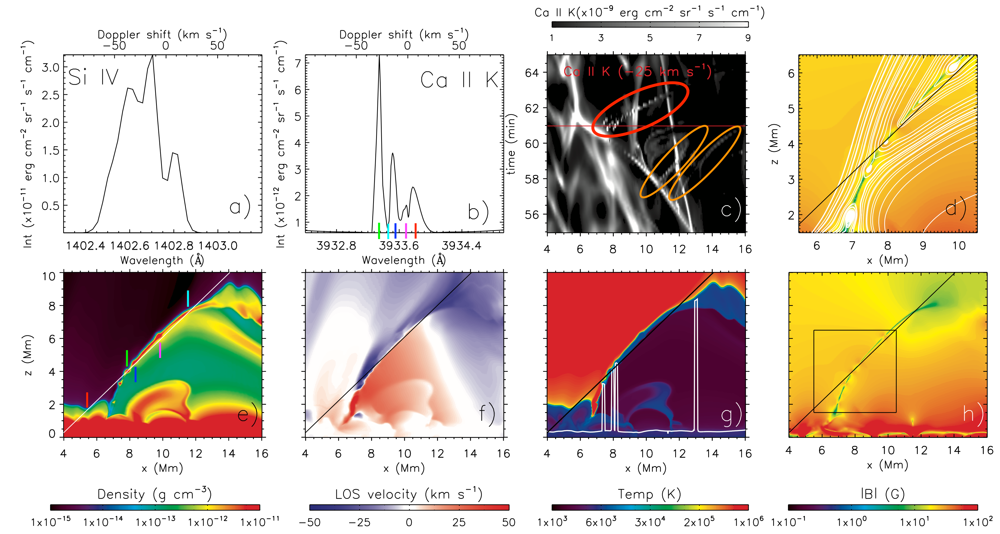 Ca II K(x10⁻⁹ erg cm⁻² sr⁻¹ s⁻¹ cm⁻¹)
1 3 5 7 9
Doppler shift (km s⁻¹)
−50 0 50
Int (x10⁻¹¹ erg cm⁻² sr⁻¹ s⁻¹ cm⁻¹)
3.0
2.5
2.0
1.5
1.0
0.5
Si IV
a)
1402.4 1402.6 1402.8 1403.0
Wavelength (Å)
Doppler shift (km s⁻¹)
−50 0 50
Int (x10⁻¹² erg cm⁻² sr⁻¹ s⁻¹ cm⁻¹)
7
6
5
4
3
2
1
Ca II K
b)
3932.8 3933.6 3934.4
Wavelength (Å)
time (min)
64
62
60
58
56
Ca II K (−25 km s⁻¹)
c)
4 6 8 10 12 14 16
z (Mm)
6
5
4
3
2
d)
6 7 8 9 10
x (Mm)
z (Mm)
10
8
6
4
2
0
e)
4 6 8 10 12 14 16
x (Mm)
Density (g cm⁻³)
1x10⁻¹⁵ 1x10⁻¹⁴ 1x10⁻¹³ 1x10⁻¹² 1x10⁻¹¹
f)
4 6 8 10 12 14 16
x (Mm)
LOS velocity (km s⁻¹)
−50 −25 0 25 50
g)
4 6 8 10 12 14 16
x (Mm)
Temp (K)
1x10³ 6x10³ 3x10⁴ 2x10⁵ 1x10⁶
h)
4 6 8 10 12 14 16
x (Mm)
|B| (G)
1x10⁻¹ 1x10⁰ 1x10¹ 1x10²